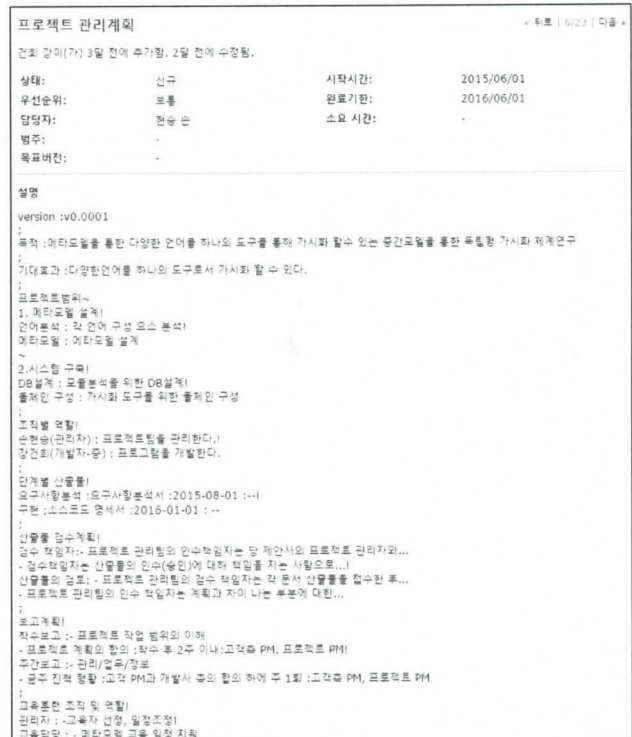 프로젝트 관리계획
« 뒤로 | 6/23 | 다음 »
건희 강이(가) 3달 전에 추가함. 2달 전에 수정됨.
상태: 신규 시작시간: 2015/06/01
우선순위: 보통 완료기한: 2016/06/01
담당자: 현승 손 소요 시간: -
범주: -
목표버전: -
설명
version :v0.0001
;
목적 :메타모델을 통한 다양한 언어를 하나의 도구를 통해 가시화 할수 있는 중간모델을 통한 독립형 가시화 체계연구
;
기대효과 :다양한언어를 하나의 도구로서 가시화 할 수 있다.
;
프로젝트범위~
1. 메타모델 설계!
언어분석 : 각 언어 구성 요소 분석!
메타모델 : 메타모델 설계
~
2.시스템 구축!
DB설계 : 모듈분석을 위한 DB설계!
툴체인 구성 : 가시화 도구를 위한 툴체인 구성
;
조직별 역할!
손현승(관리자) : 프로젝트팀을 관리한다.!
강건희(개발자-중) : 프로그램을 개발한다.
;
단계별 산출물!
요구사항분석 :요구사항분석서 :2015-08-01 :--!
구현 :소스코드 명세서 :2016-01-01 : --
;
산출물 검수계획!
검수 책임자:- 프로젝트 관리팀의 인수책임자는 당 제안사의 프로젝트 관리자와...
- 검수책임자는 산출물의 인수(승인)에 대해 책임을 지는 사람으로...!
산출물의 검토: - 프로젝트 관리팀의 검수 책임자는 각 문서 산출물을 접수한 후...
- 프로젝트 관리팀의 인수 책임자는 계획과 차이 나는 부분에 대한...
;
보고계획!
착수보고 :- 프로젝트 작업 범위의 이해
- 프로젝트 계획의 합의 :착수 후 2주 이내:고객측 PM, 프로젝트 PM!
주간보고 :- 관리/업무/정보
- 금주 진척 현황 :고객 PM과 개발사 측의 합의 하에 주 1회 :고객측 PM, 프로젝트 PM
;
교육훈련 조직 및 역할!
관리자 : -교육자 선정, 일정조정!
교육담당 : - 메타모델 교육 일정 지원